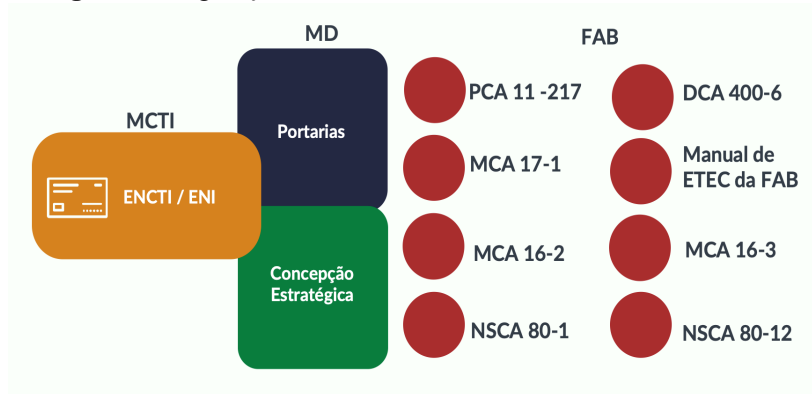 MD
FAB
MCTI
ENCTI / ENI
Portarias
Concepção
Estratégica
PCA 11 -217
MCA 17-1
MCA 16-2
NSCA 80-1
DCA 400-6
Manual de
ETEC da FAB
MCA 16-3
NSCA 80-12